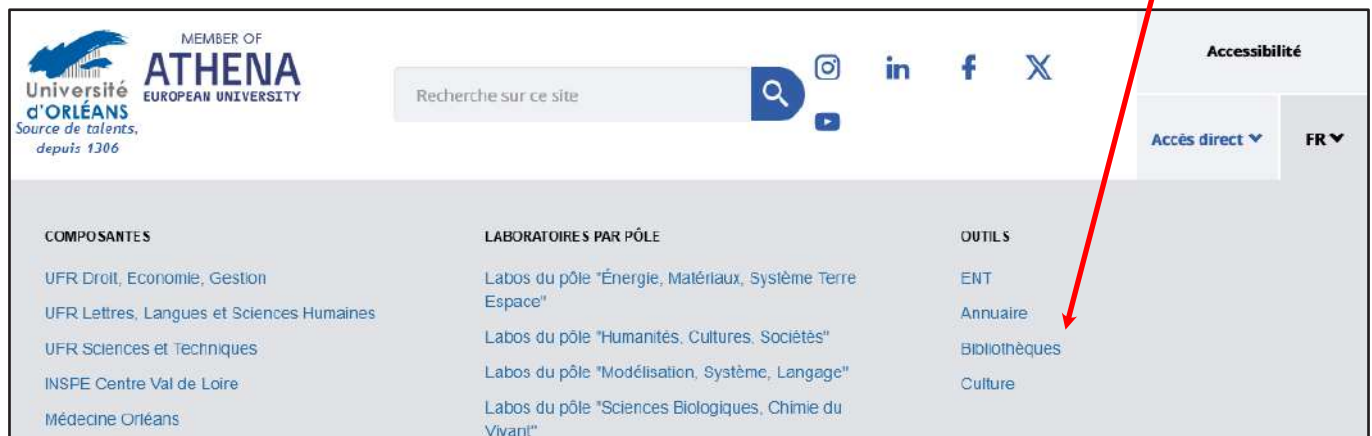 MEMBER OF
ATHENA
EUROPEAN UNIVERSITY
Université
d'ORLÉANS
Source de talents,
depuis 1306
Recherche sur ce site
in
f
X
Accessibilité
Accès direct
FR
COMPOSANTES
UFR Droit, Economie, Gestion
UFR Lettres, Langues et Sciences Humaines
UFR Sciences et Techniques
INSPE Centre Val de Loire
Médecine Orléans
LABORATOIRES PAR PÔLE
Labos du pôle "Énergie, Matériaux, Système Terre
Espace"
Labos du pôle "Humanités, Cultures, Sociétés"
Labos du pôle "Modélisation, Système, Langage"
Labos du pôle "Sciences Biologiques, Chimie du
Vivant"
OUTILS
ENT
Annuaire
Bibliothèques
Culture